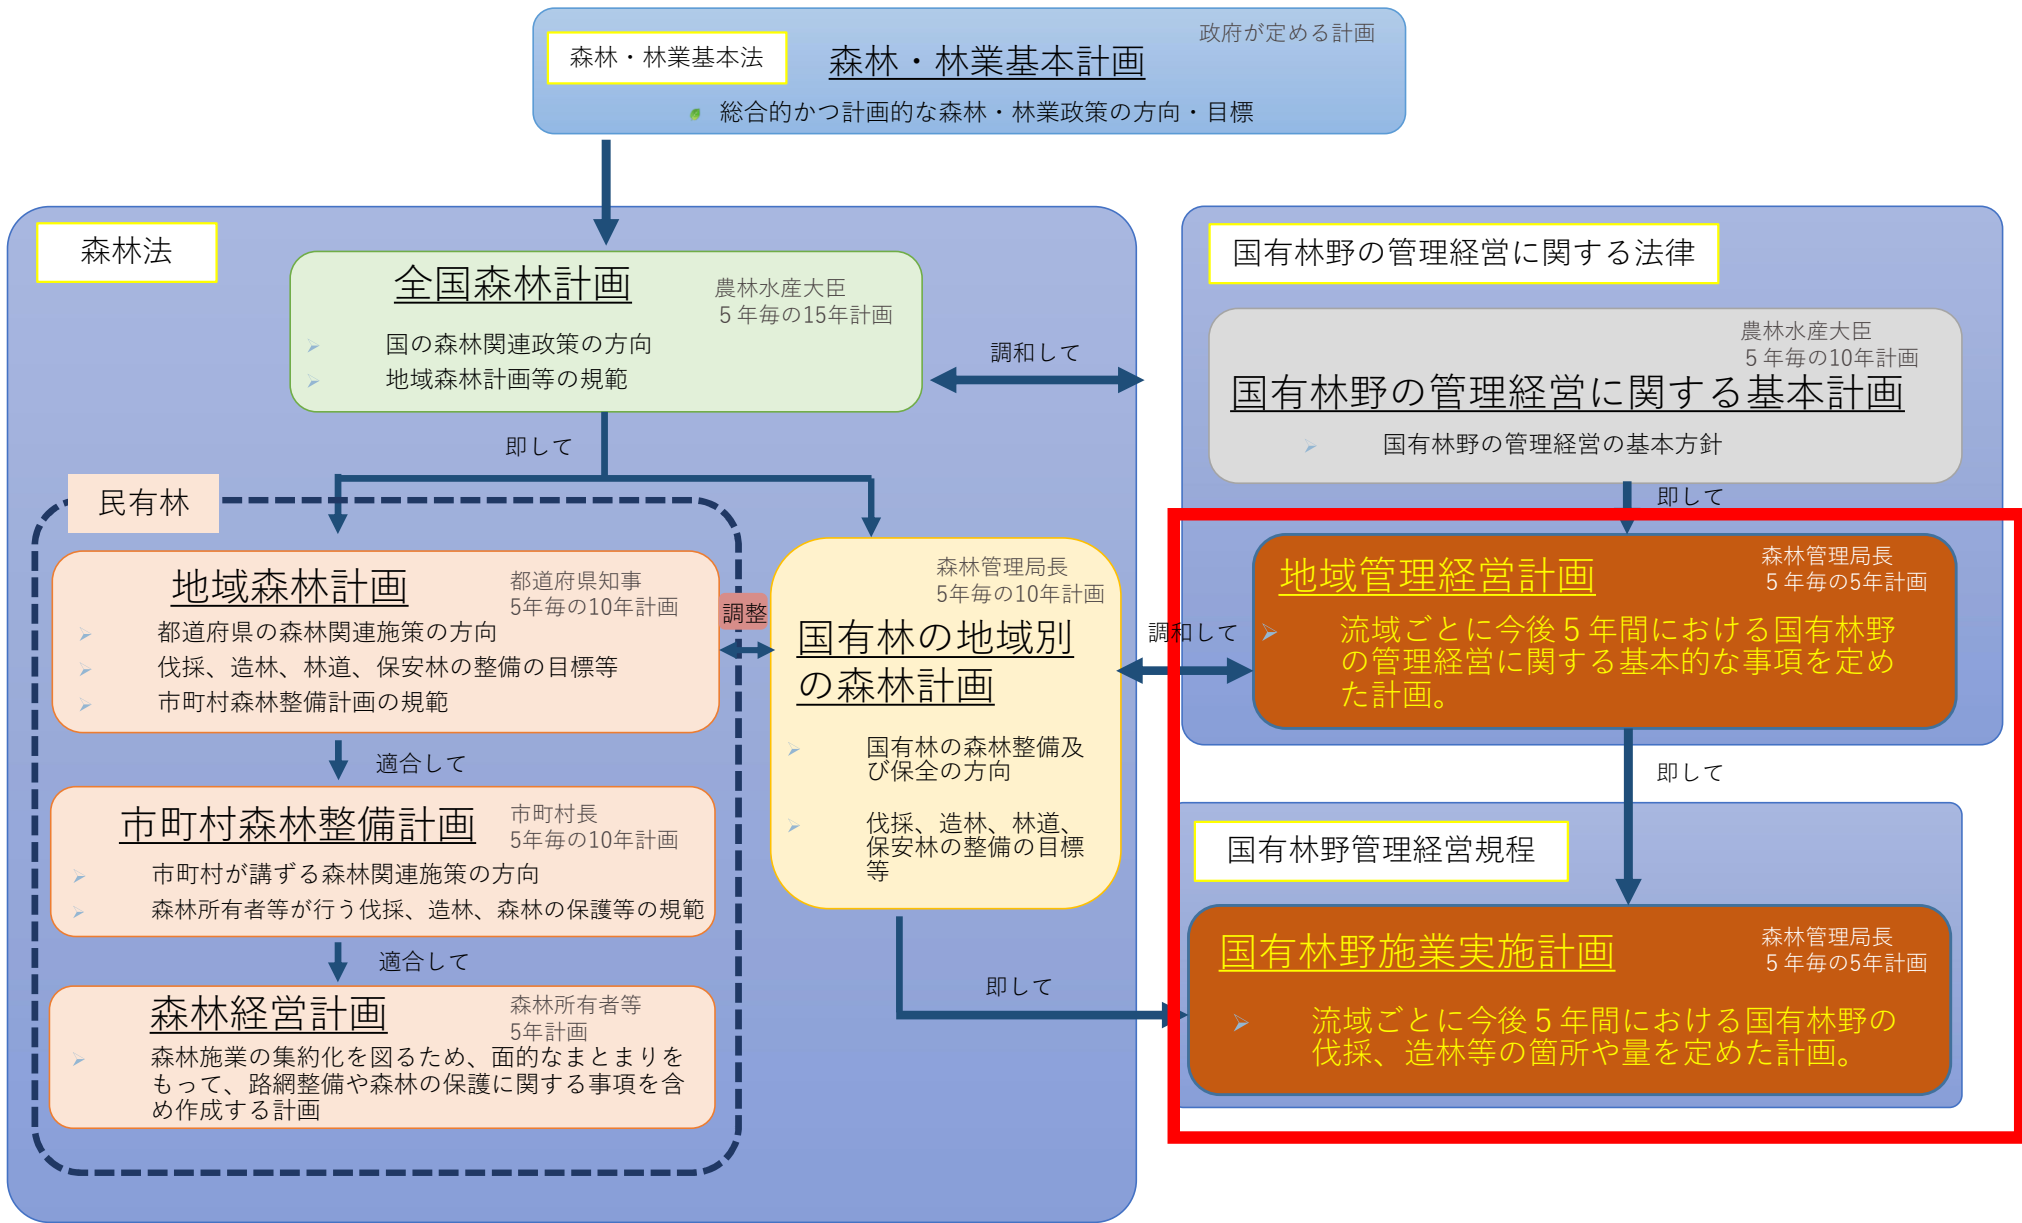 政府が定める計画
森林・林業基本法
森林・林業基本計画
総合的かつ計画的な森林・林業政策の方向・目標
森林法
全国森林計画
農林水産大臣
５年毎の15年計画
国の森林関連政策の方向
地域森林計画等の規範
調和して
即して
民有林
地域森林計画
都道府県知事
5年毎の10年計画
都道府県の森林関連施策の方向
伐採、造林、林道、保安林の整備の目標等
市町村森林整備計画の規範
適合して
市町村森林整備計画
市町村長
5年毎の10年計画
市町村が講ずる森林関連施策の方向
森林所有者等が行う伐採、造林、森林の保護等の規範
適合して
森林経営計画
森林所有者等
5年計画
森林施業の集約化を図るため、面的なまとまりを
もって、路網整備や森林の保護に関する事項を含
め作成する計画
調整
森林管理局長
5年毎の10年計画
国有林の地域別
の森林計画
国有林の森林整備及
び保全の方向
伐採、造林、林道、
保安林の整備の目標
等
調和して
即して
国有林野の管理経営に関する法律
農林水産大臣
５年毎の10年計画
国有林野の管理経営に関する基本計画
国有林野の管理経営の基本方針
即して
地域管理経営計画
森林管理局長
５年毎の5年計画
流域ごとに今後５年間における国有林野
の管理経営に関する基本的な事項を定め
た計画。
即して
国有林野管理経営規程
国有林野施業実施計画
森林管理局長
５年毎の5年計画
流域ごとに今後５年間における国有林野の
伐採、造林等の箇所や量を定めた計画。